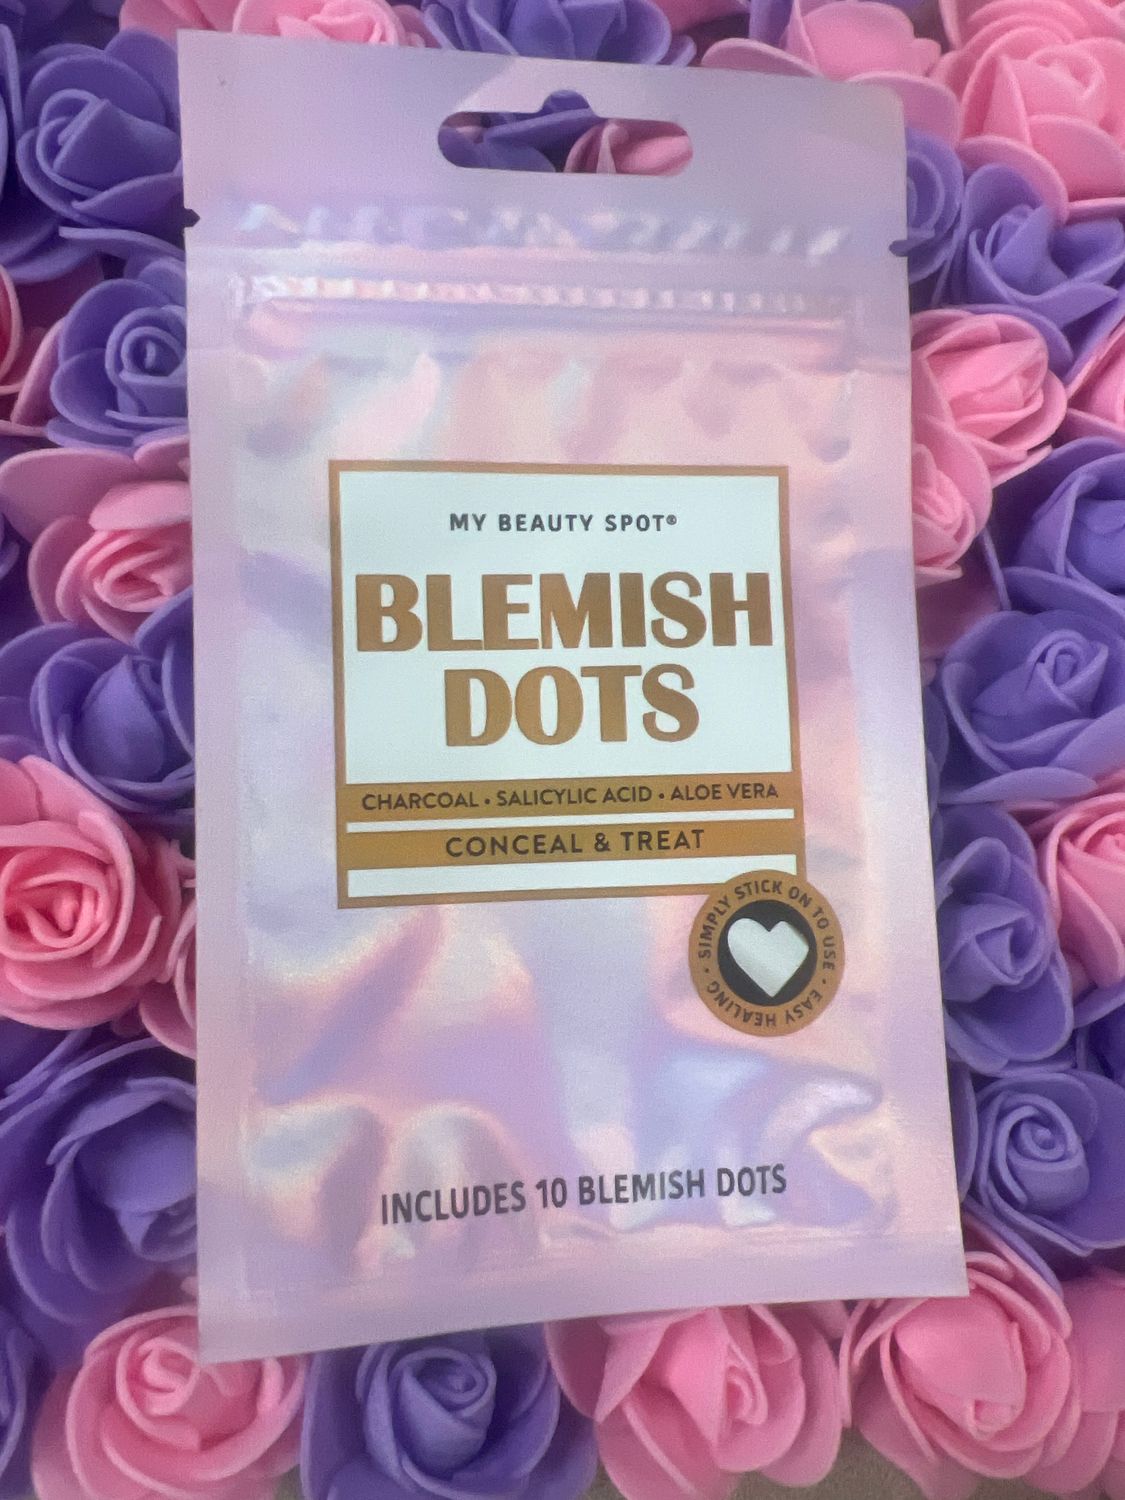 MY BEAUTY SPOT®
BLEMISH
DOTS
CHARCOAL • SALICYLIC ACID • ALOE VERA
CONCEAL & TREAT
SIMPLY STICK ON TO USE • EASY HEALING •
INCLUDES 10 BLEMISH DOTS